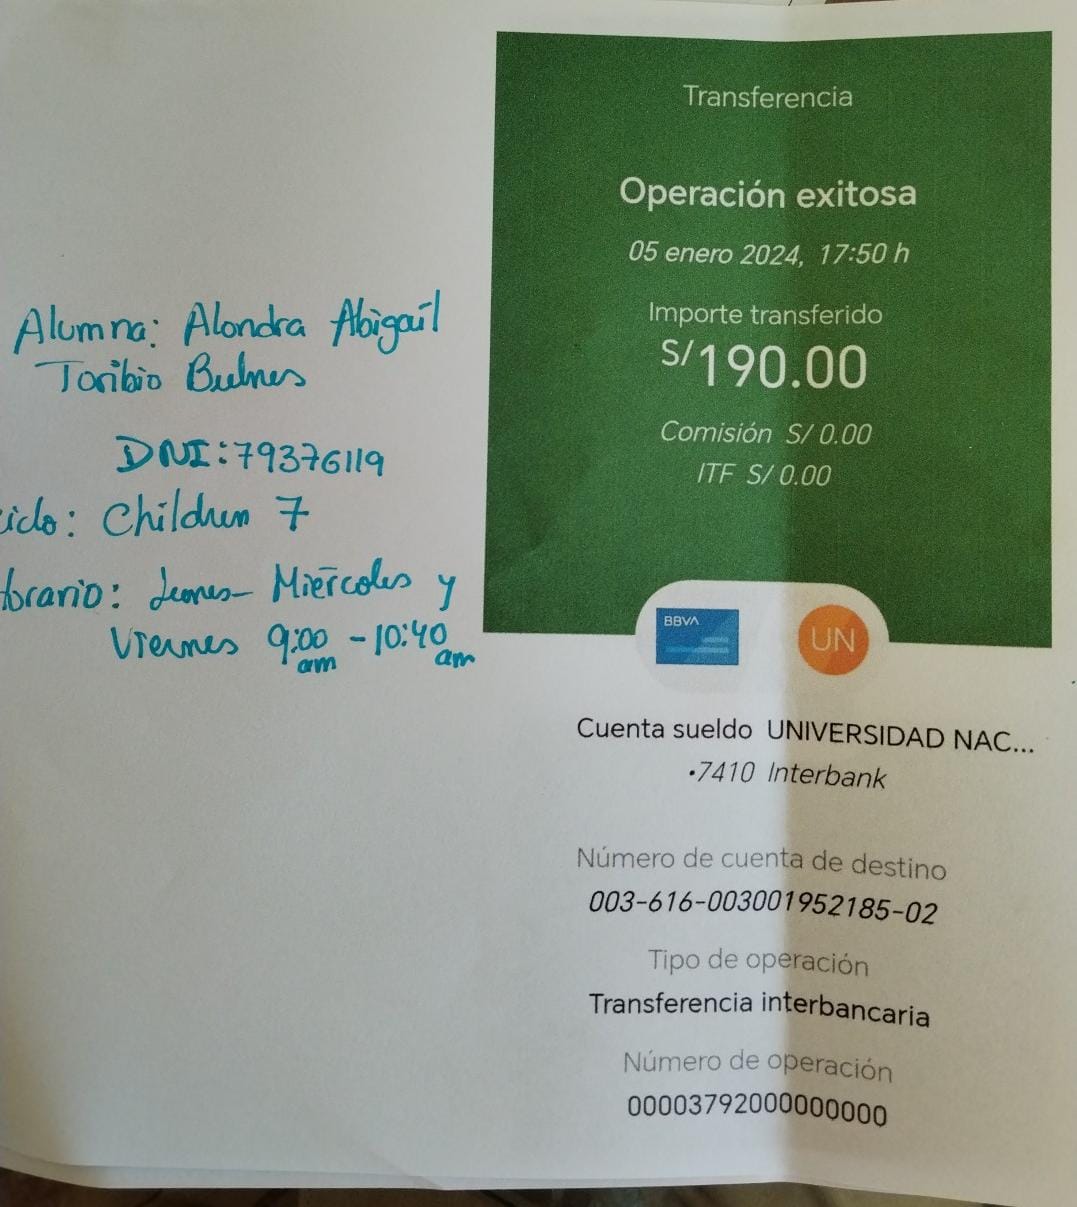 Alumna: Alondra Abigaíl
Toribio Bulnes
DNI: 79376119
ciclo: Children 7
Horario: Lunes- Miércoles y
Viernes 9:00 am - 10:40 am
Transferencia
Operación exitosa
05 enero 2024, 17:50 h
Importe transferido
S/190.00
Comisión S/ 0.00
ITF S/ 0.00
BBVA
UN
Cuenta sueldo UNIVERSIDAD NAC...
•7410 Interbank
Número de cuenta de destino
003-616-003001952185-02
Tipo de operación
Transferencia interbancaria
Número de operación
00003792000000000